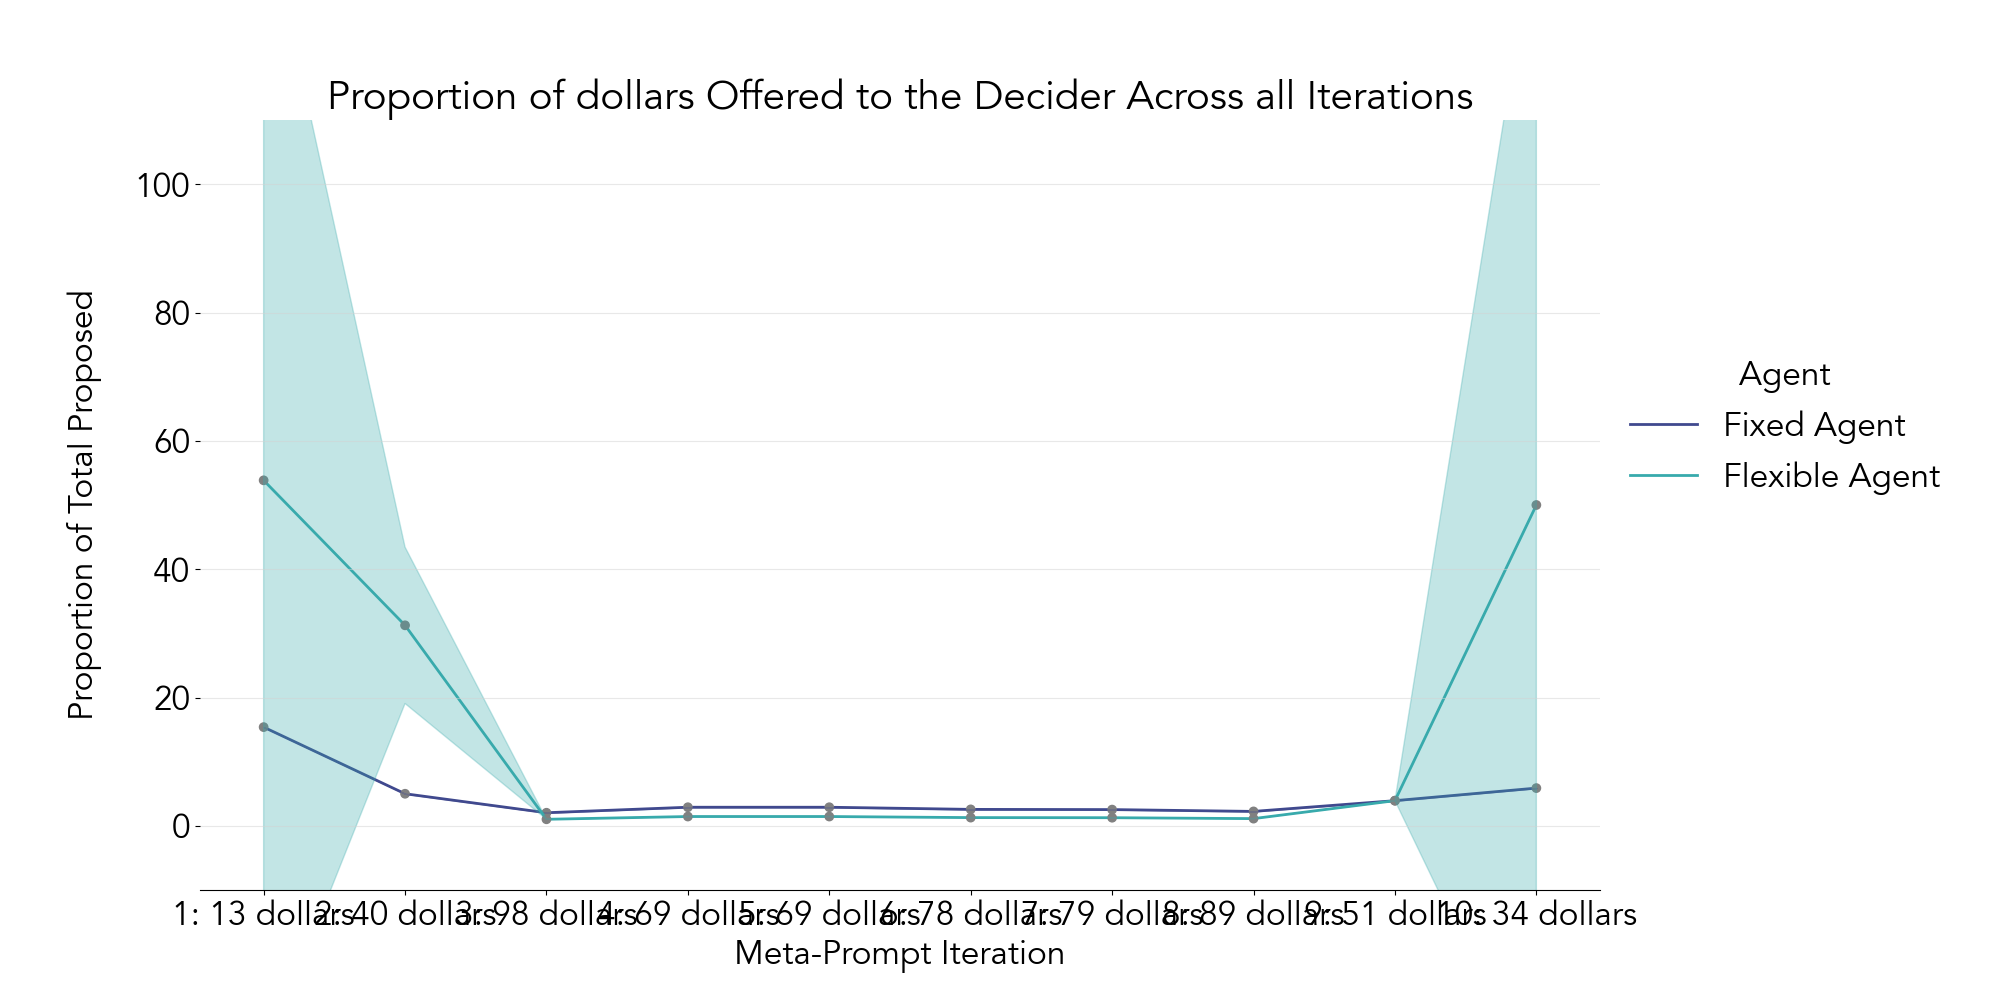 Proportion of dollars Offered to the Decider Across all Iterations
100
80
60
40
20
0
Proportion of Total Proposed
1: 13 dollars
2: 40 dollars
3: 98 dollars
4: 69 dollars
5: 69 dollars
6: 78 dollars
7: 79 dollars
8: 89 dollars
9: 51 dollars
10: 34 dollars
Meta-Prompt Iteration
Agent
Fixed Agent
Flexible Agent